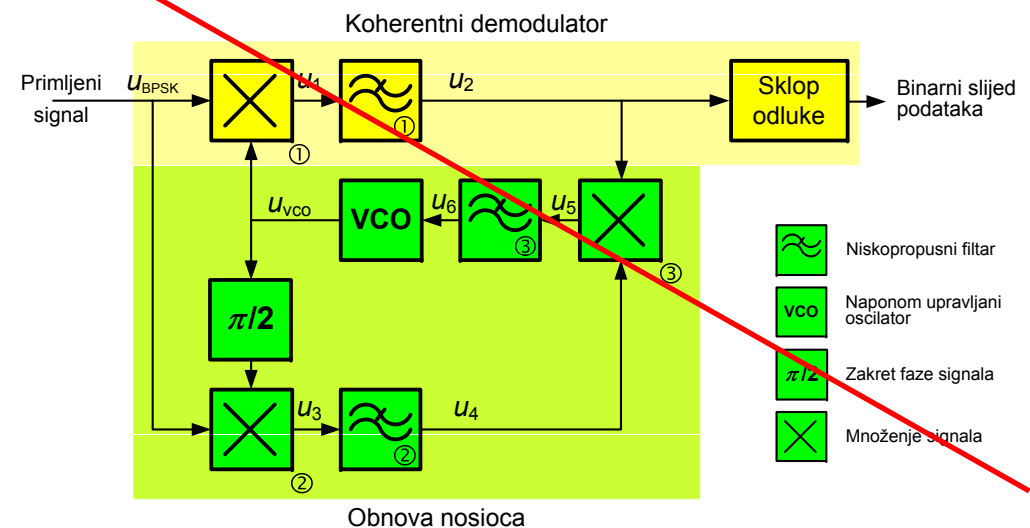 Koherentni demodulator
Primljeni
signal
uBPSK
u1
①
①
u2
Sklop
odluke
Binarni slijed
podataka
uvco
VCO
u6
③
u5
③
π/2
u3
②
②
u4
Obnova nosioca
Niskopropusni filtar
VCO
Naponom upravljani
oscilator
π/2
Zakret faze signala
Množenje signala